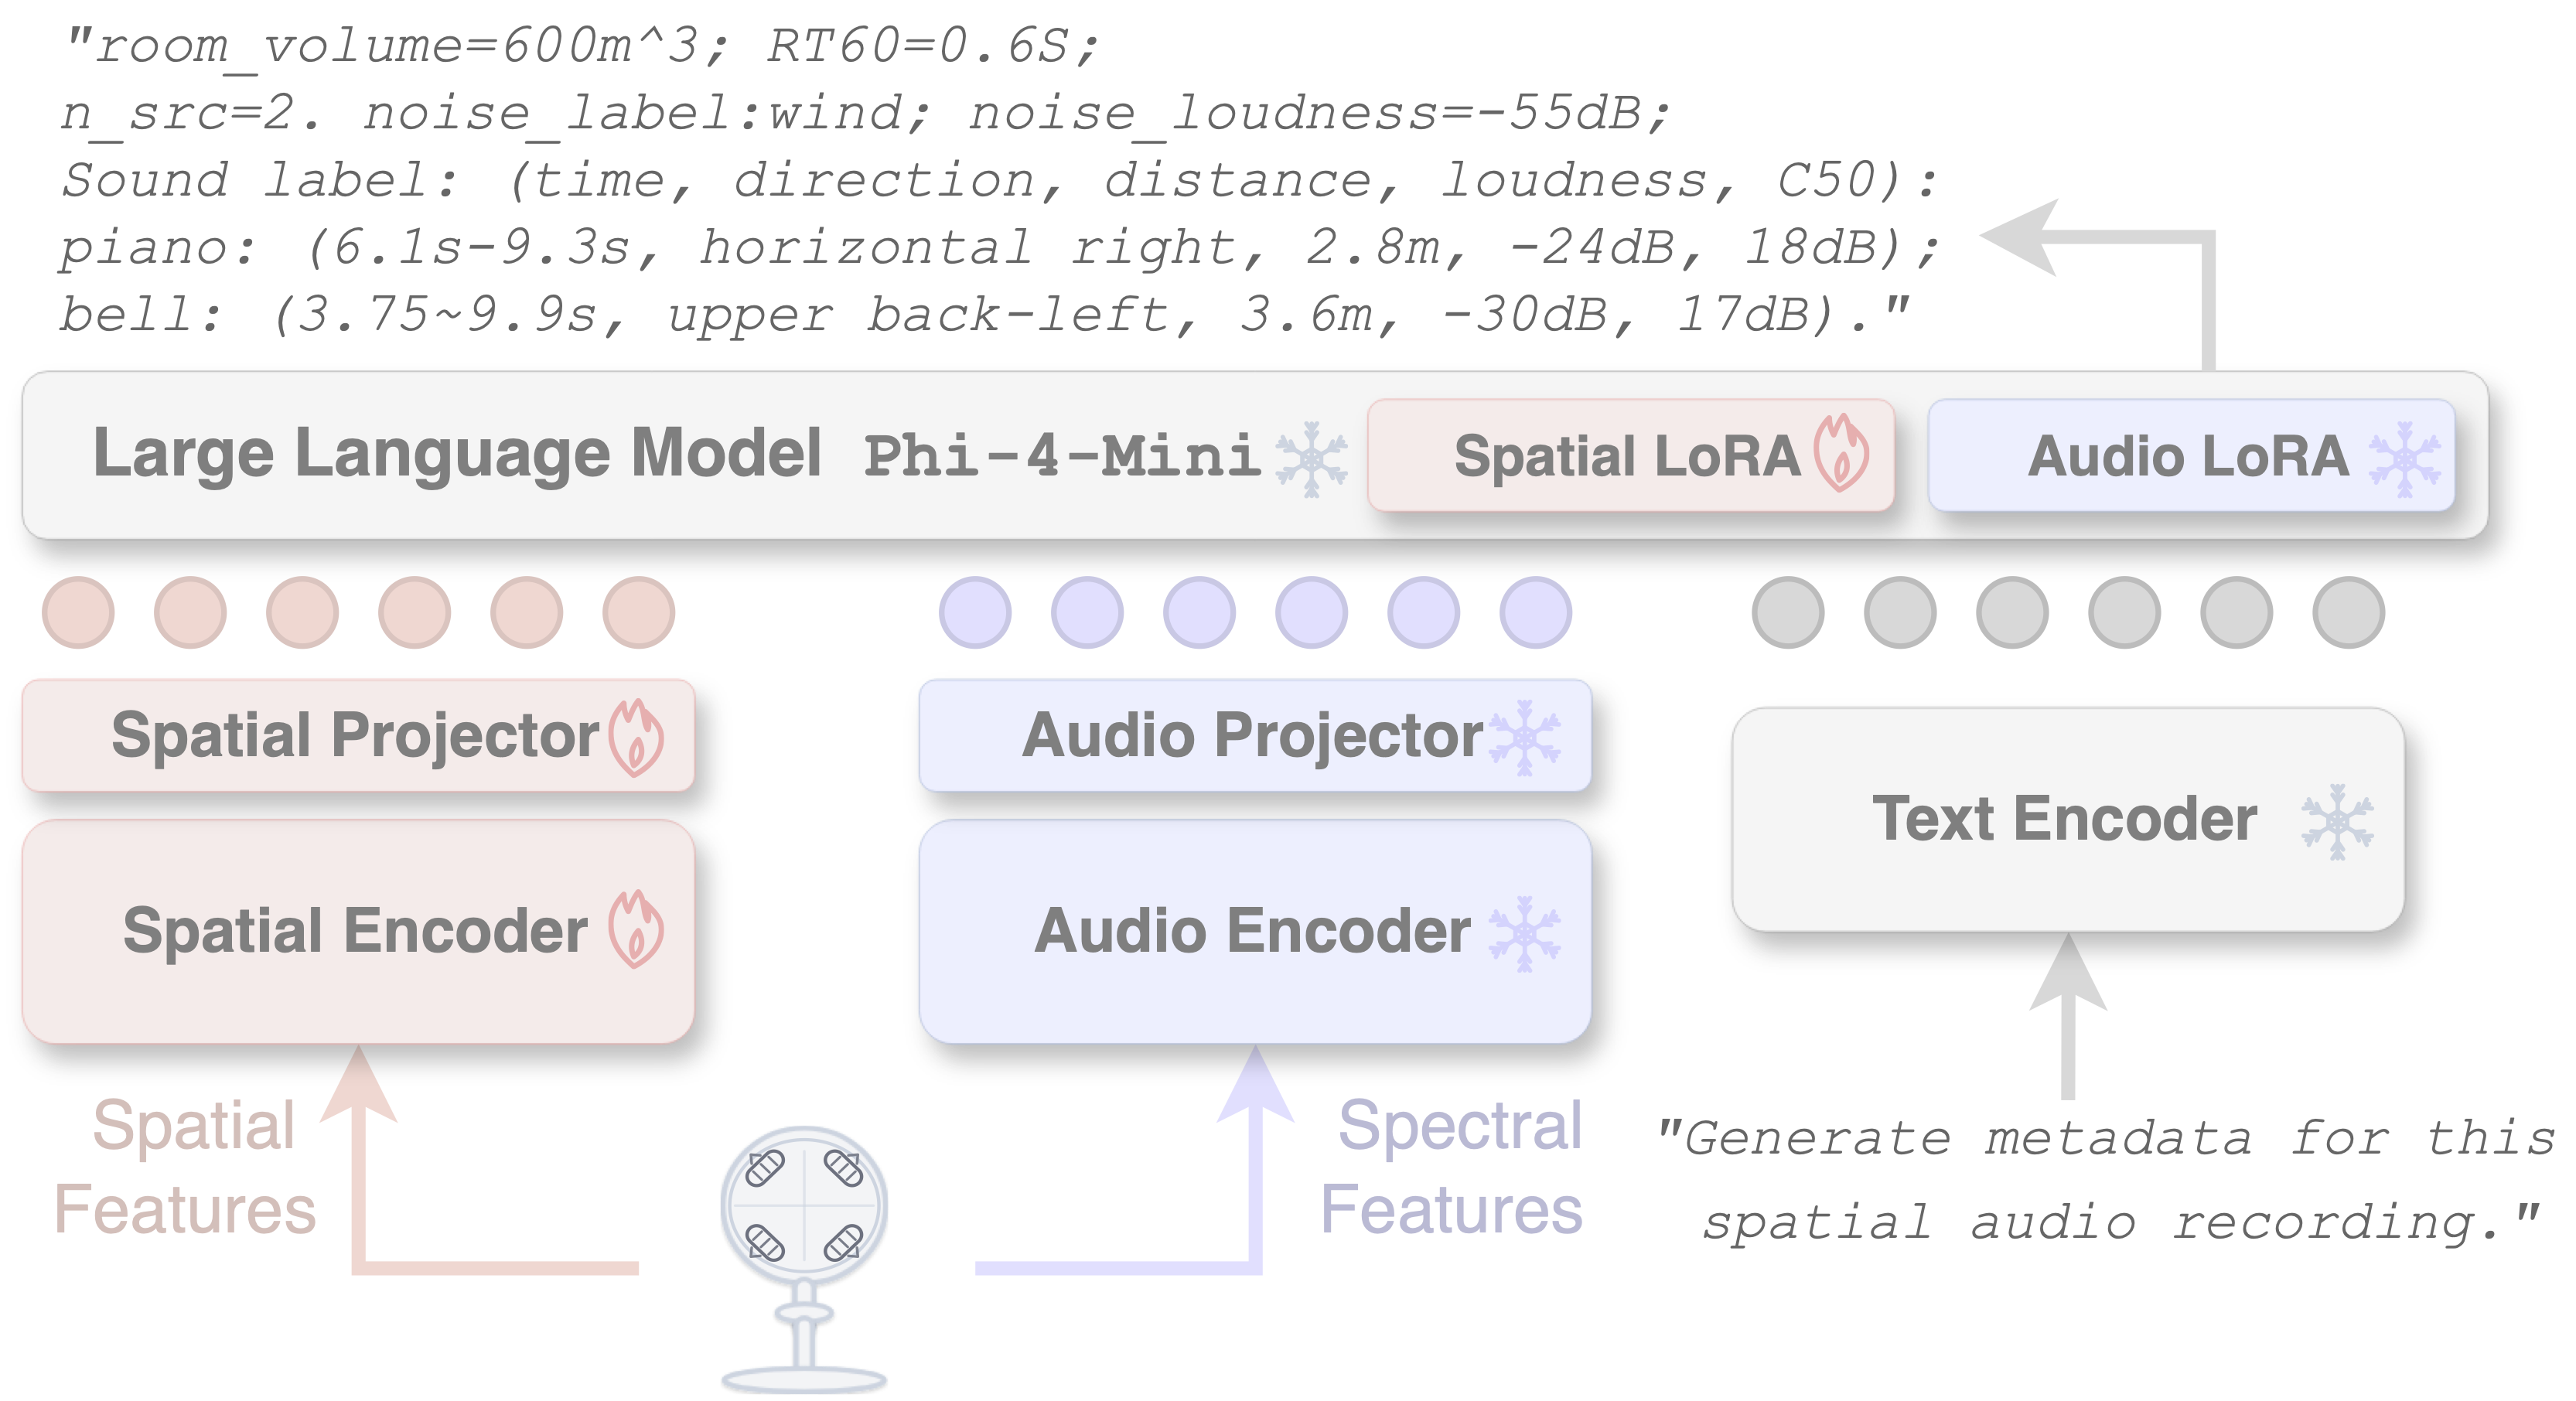 "room_volume=600m^3; RT60=0.6S;
n_src=2. noise_label:wind; noise_loudness=-55dB;
Sound label: (time, direction, distance, loudness, C50):
piano: (6.1s-9.3s, horizontal right, 2.8m, -24dB, 18dB);
bell: (3.75~9.9s, upper back-left, 3.6m, -30dB, 17dB)."
Large Language Model Phi-4-Mini
Spatial LoRA
Audio LoRA
Spatial Projector
Audio Projector
Text Encoder
Spatial Encoder
Audio Encoder
Spatial
Features
Spectral
Features
"Generate metadata for this
spatial audio recording."